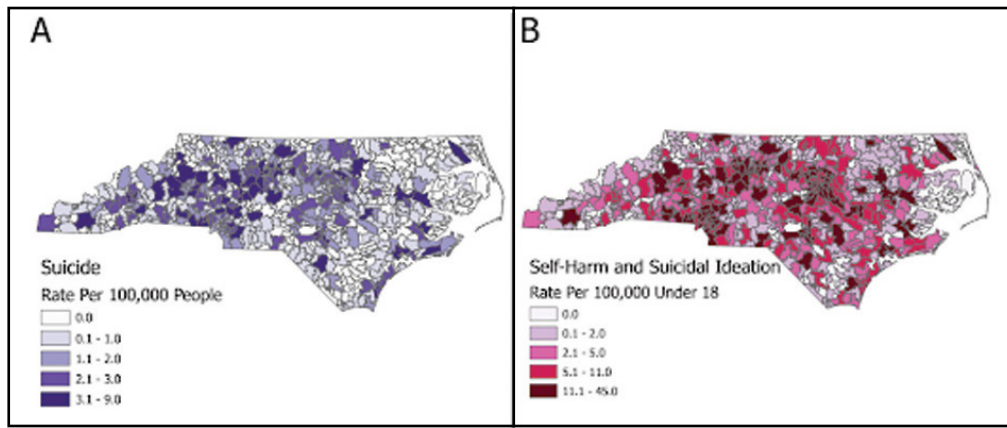 A
Suicide
Rate Per 100,000 People
0.0
0.1 - 1.0
1.1 - 2.0
2.1 - 3.0
3.1 - 9.0
B
Self-Harm and Suicidal Ideation
Rate Per 100,000 Under 18
0.0
0.1 - 2.0
2.1 - 5.0
5.1 - 11.0
11.1 - 45.0